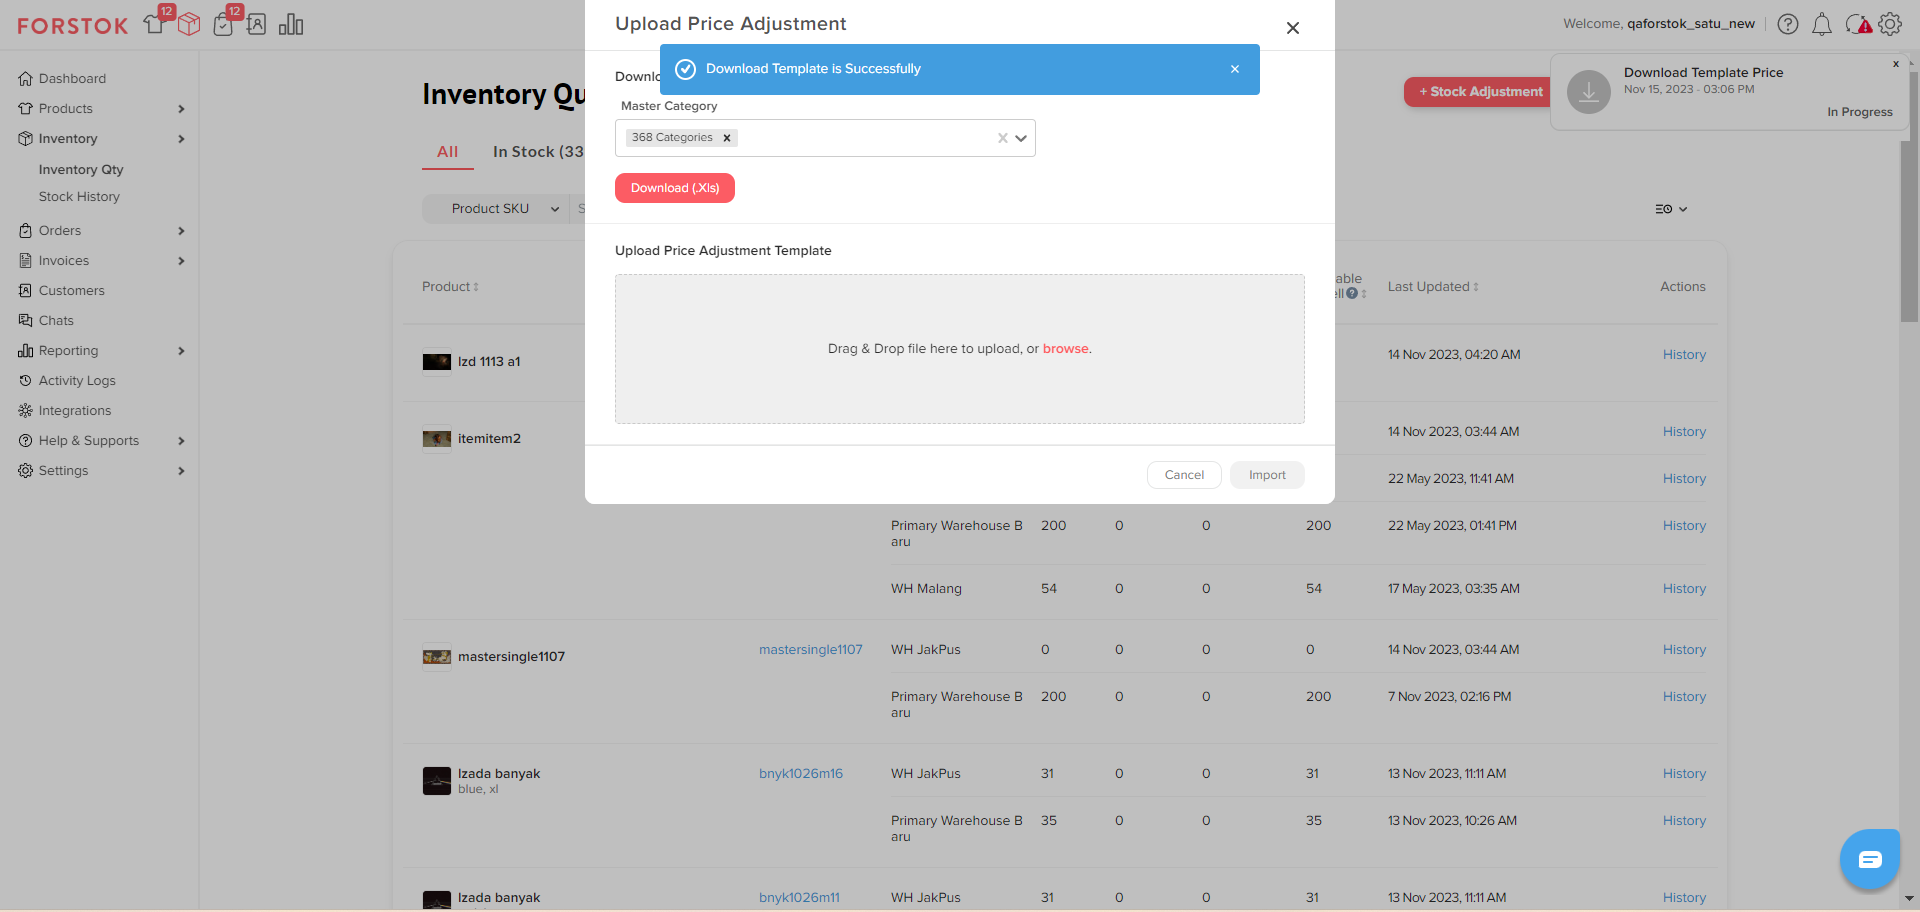 FORSTOK
12
12
Welcome, qaforstok_satu_new
Upload Price Adjustment
Download Template is Successfully
Download Template Price
Nov 15, 2023 - 03:06 PM
In Progress
x
Dashboard
Products
Inventory
Inventory Qty
Stock History
Orders
Invoices
Customers
Chats
Reporting
Activity Logs
Integrations
Help & Supports
Settings
+ Stock Adjustment
Master Category
368 Categories x
Download (.Xls)
All
In Stock (33
Product SKU
Upload Price Adjustment Template
Drag & Drop file here to upload, or browse.
Cancel
Import
Product
Last Updated
Actions
lzd 1113 a1
14 Nov 2023, 04:20 AM History
itemitem2
14 Nov 2023, 03:44 AM History
22 May 2023, 11:41 AM History
Primary Warehouse B
aru
200 0 0 200 22 May 2023, 01:41 PM History
WH Malang 54 0 0 54 17 May 2023, 03:35 AM History
mastersingle1107 mastersingle1107 WH JakPus 0 0 0 0 14 Nov 2023, 03:44 AM History
Primary Warehouse B
aru
200 0 0 200 7 Nov 2023, 02:16 PM History
lzada banyak
blue, xl
bnyk1026m16 WH JakPus 31 0 0 31 13 Nov 2023, 11:11 AM History
Primary Warehouse B
aru
35 0 0 35 13 Nov 2023, 10:26 AM History
lzada banyak bnyk1026m11 WH JakPus 31 0 0 31 13 Nov 2023, 11:11 AM History